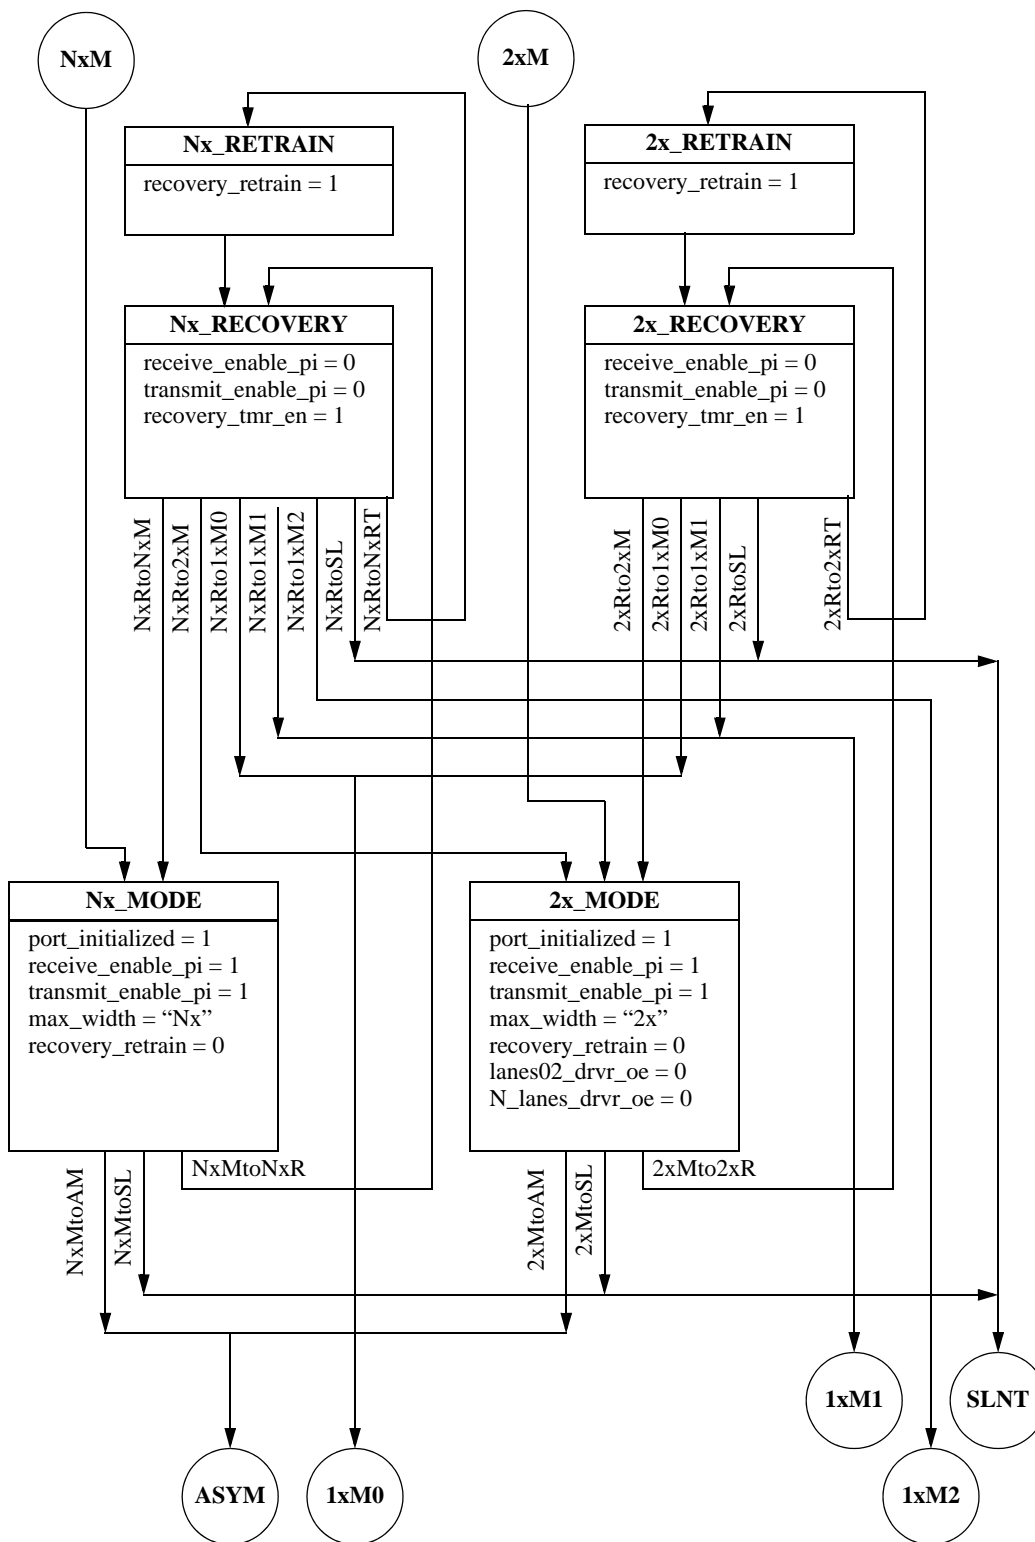 NxM
2xM
Nx_RETRAIN
recovery_retrain = 1
2x_RETRAIN
recovery_retrain = 1
Nx_RECOVERY
receive_enable_pi = 0
transmit_enable_pi = 0
recovery_tmr_en = 1
2x_RECOVERY
receive_enable_pi = 0
transmit_enable_pi = 0
recovery_tmr_en = 1
NxRtoNxM
NxRto2xM
NxRto1xM0
NxRto1xM1
NxRto1xM2
NxRtoSL
NxRtoNxRT
2xRto2xM
2xRto1xM0
2xRto1xM1
2xRtoSL
2xRto2xRT
Nx_MODE
port_initialized = 1
receive_enable_pi = 1
transmit_enable_pi = 1
max_width = “Nx”
recovery_retrain = 0
2x_MODE
port_initialized = 1
receive_enable_pi = 1
transmit_enable_pi = 1
max_width = “2x”
recovery_retrain = 0
lanes02_drvr_oe = 0
N_lanes_drvr_oe = 0
NxMtoAM
NxMtoSL
NxMtoNxR
2xMtoAM
2xMtoSL
2xMto2xR
1xM1
SLNT
ASYM
1xM0
1xM2